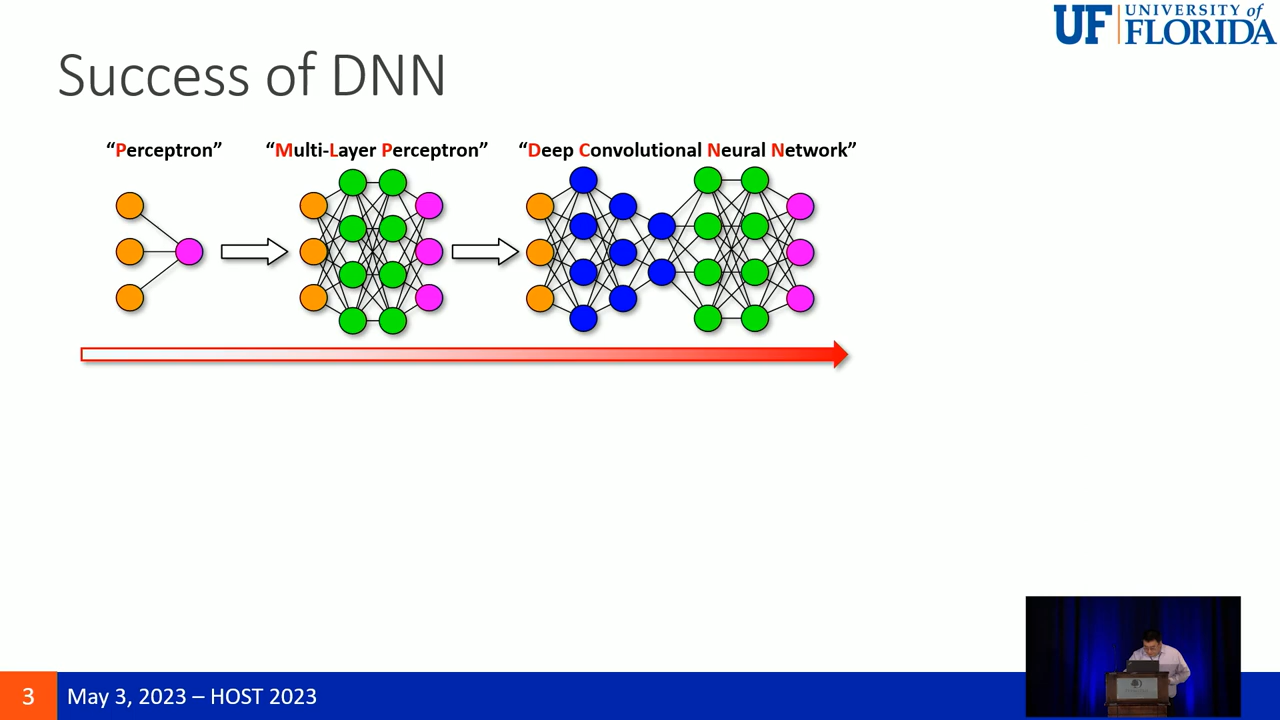 UF UNIVERSITY of
FLORIDA
Success of DNN
“Perceptron” “Multi-Layer Perceptron” “Deep Convolutional Neural Network”
3 May 3, 2023 – HOST 2023